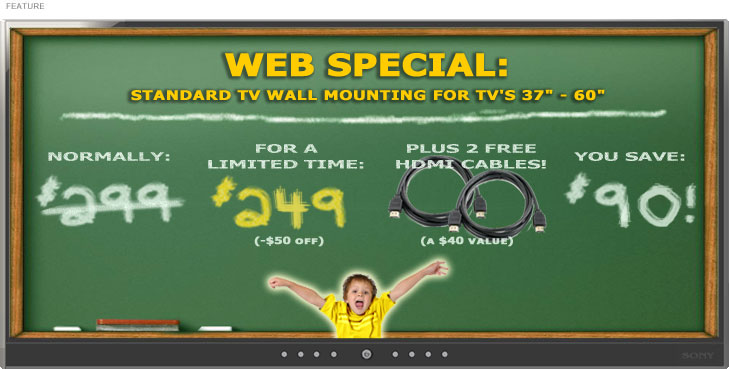 FEATURE
WEB SPECIAL:
STANDARD TV WALL MOUNTING FOR TV'S 37" - 60"
NORMALLY:
$299
FOR A
LIMITED TIME:
$249
(-$50 OFF)
PLUS 2 FREE
HDMI CABLES!
(A $40 VALUE)
YOU SAVE:
$90!
SONY